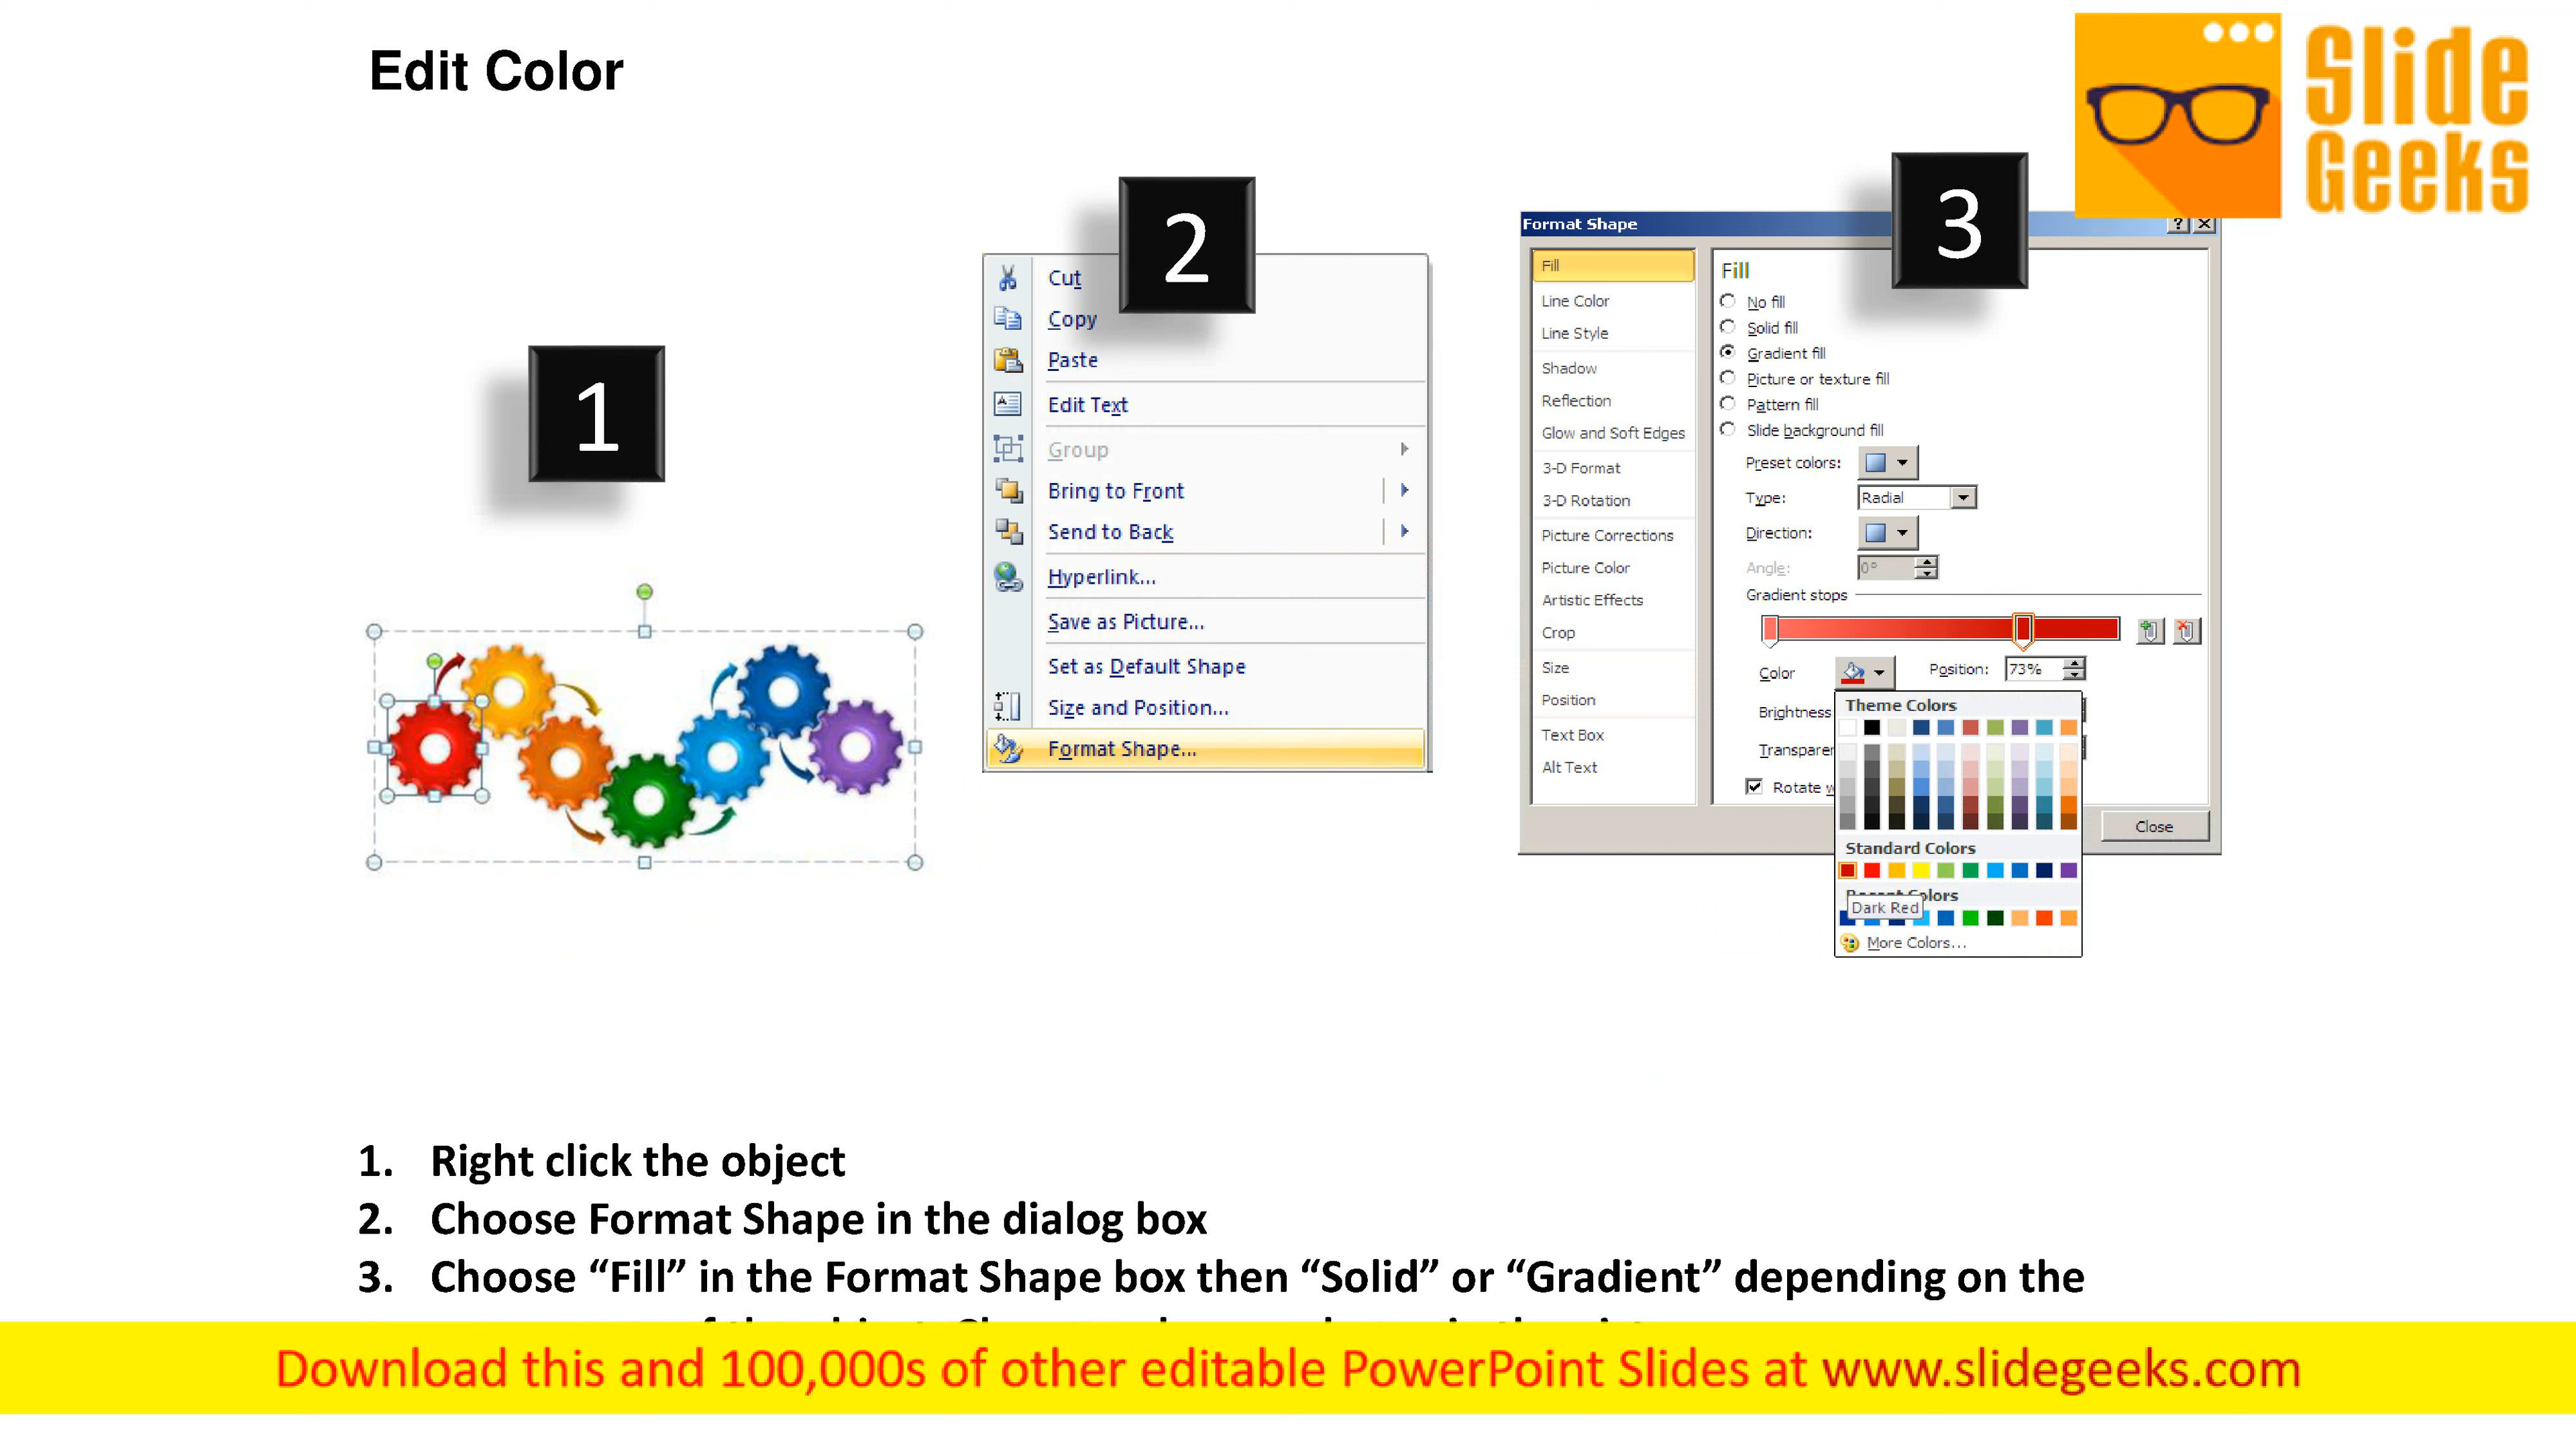 Edit Color
Slide
Geeks
1
2
Cut
Copy
Paste
Edit Text
Group
Bring to Front
Send to Back
Hyperlink...
Save as Picture...
Set as Default Shape
Size and Position...
Format Shape...
3
Format Shape
Fill
Line Color
Line Style
Shadow
Reflection
Glow and Soft Edges
3-D Format
3-D Rotation
Picture Corrections
Picture Color
Artistic Effects
Crop
Size
Position
Text Box
Alt Text
Fill
No fill
Solid fill
Gradient fill
Picture or texture fill
Pattern fill
Slide background fill
Preset colors:
Type: Radial
Direction:
Angle: 0°
Gradient stops
Color Position: 73%
Brightness
Transparen
Rotate w
Theme Colors
Standard Colors
Colors
Dark Red
More Colors...
Close
1. Right click the object
2. Choose Format Shape in the dialog box
3. Choose “Fill” in the Format Shape box then “Solid” or “Gradient” depending on the
Download this and 100,000s of other editable PowerPoint Slides at www.slidegeeks.com